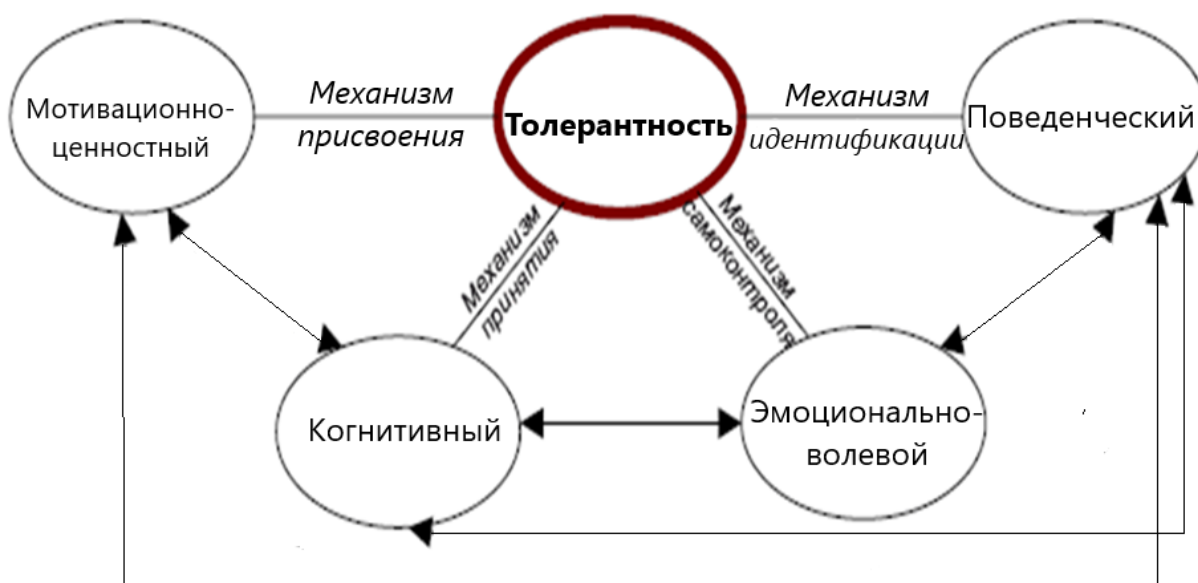 Мотивационно-
ценностный
Механизм
присвоения
Толерантность
Механизм
идентификации
Поведенческий
Механизм
принятия
Механизм
самоконтроля
Когнитивный
Эмоционально-
волевой